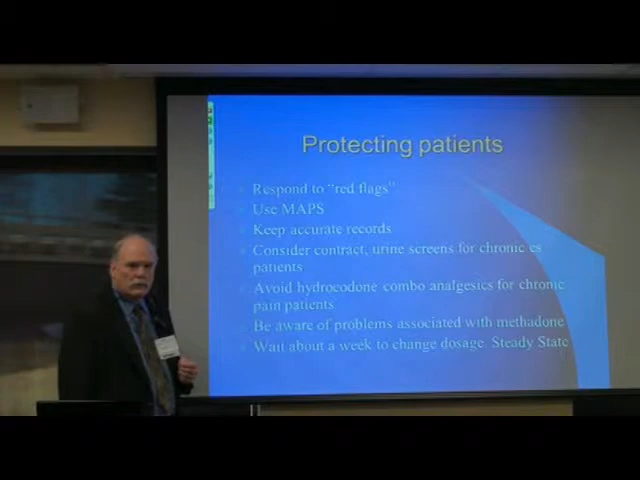 Protecting patients
Respond to "red flags"
Use MAPS
Keep accurate records
Consider contract, urine screens for chronic es
patients
Avoid hydrocodone combo analgesics for chronic
pain patients.
Be aware of problems associated with methadone
Wait about a week to change dosage. Steady State